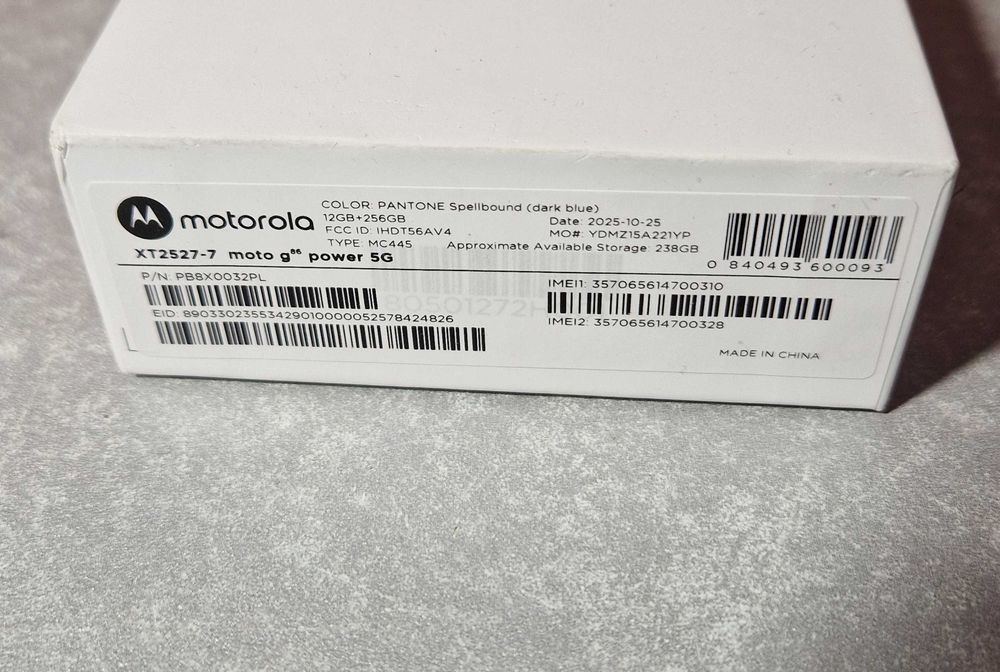 motorola
COLOR: PANTONE Spellbound (dark blue)
12GB+256GB
Date: 2025-10-25
FCC ID: IHDT56AV4
MO#: YDMZ15A221YP
TYPE: MC445
Approximate Available Storage: 238GB
0 840493 600093
XT2527-7 moto g86 power 5G
P/N: PB8X0032PL
IMEI1: 357065614700310
EID: 89033023553429010000052578424826
IMEI2: 357065614700328
MADE IN CHINA